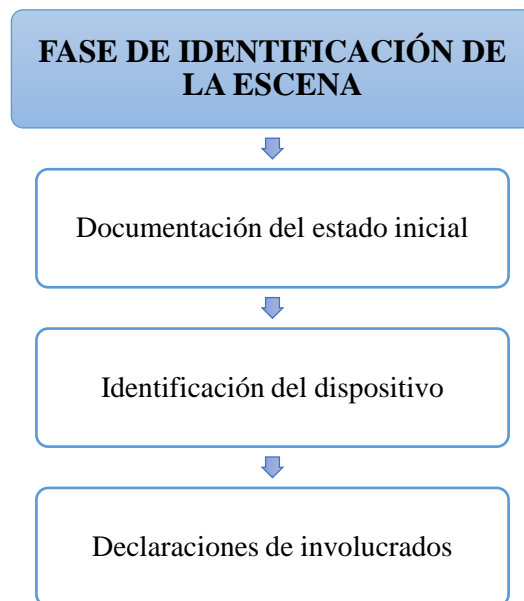 FASE DE IDENTIFICACIÓN DE
LA ESCENA
Documentación del estado inicial
Identificación del dispositivo
Declaraciones de involucrados